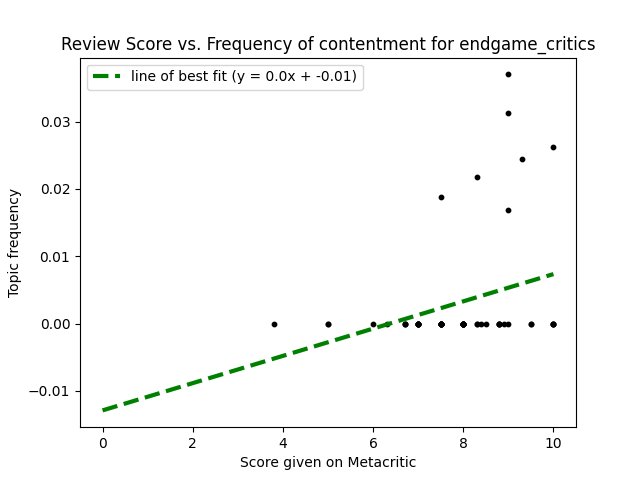 Review Score vs. Frequency of contentment for endgame_critics
line of best fit (y = 0.0x + -0.01)
0.03
0.02
0.01
0.00
−0.01
Topic frequency
0 2 4 6 8 10
Score given on Metacritic